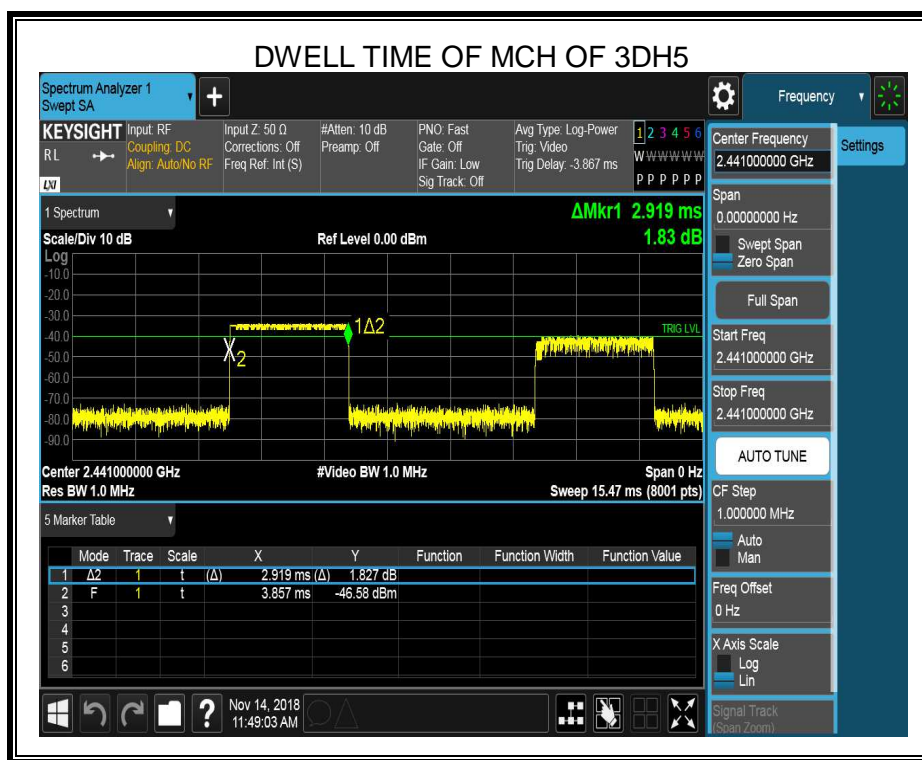 DWELL TIME OF MCH OF 3DH5
Spectrum Analyzer 1
Swept SA
+
Frequency
KEYSIGHT
RL
LXI
Input: RF
Coupling: DC
Align: Auto/No RF
Input Z: 50 Ω
Corrections: Off
Freq Ref: Int (S)
#Atten: 10 dB
Preamp: Off
PNO: Fast
Gate: Off
IF Gain: Low
Sig Track: Off
Avg Type: Log-Power
Trig: Video
Trig Delay: -3.867 ms
1 2 3 4 5 6
W W W W W W
P P P P P P
1 Spectrum
ΔMkr1 2.919 ms
1.83 dB
Scale/Div 10 dB
Ref Level 0.00 dBm
Log
-10.0
-20.0
-30.0
-40.0
-50.0
-60.0
-70.0
-80.0
-90.0
1Δ2
X2
TRIG LVL
Center 2.441000000 GHz
#Video BW 1.0 MHz
Span 0 Hz
Res BW 1.0 MHz
Sweep 15.47 ms (8001 pts)
5 Marker Table
Mode Trace Scale X Y Function Function Width Function Value
1 Δ2 1 t (Δ) 2.919 ms (Δ) 1.827 dB
2 F 1 t 3.857 ms -46.58 dBm
3
4
5
6
?
Nov 14, 2018
11:49:03 AM
Center Frequency
2.441000000 GHz
Settings
Span
0.00000000 Hz
Swept Span
Zero Span
Full Span
Start Freq
2.441000000 GHz
Stop Freq
2.441000000 GHz
AUTO TUNE
CF Step
1.000000 MHz
Auto
Man
Freq Offset
0 Hz
X Axis Scale
Log
Lin
Signal Track
(Span Zoom)